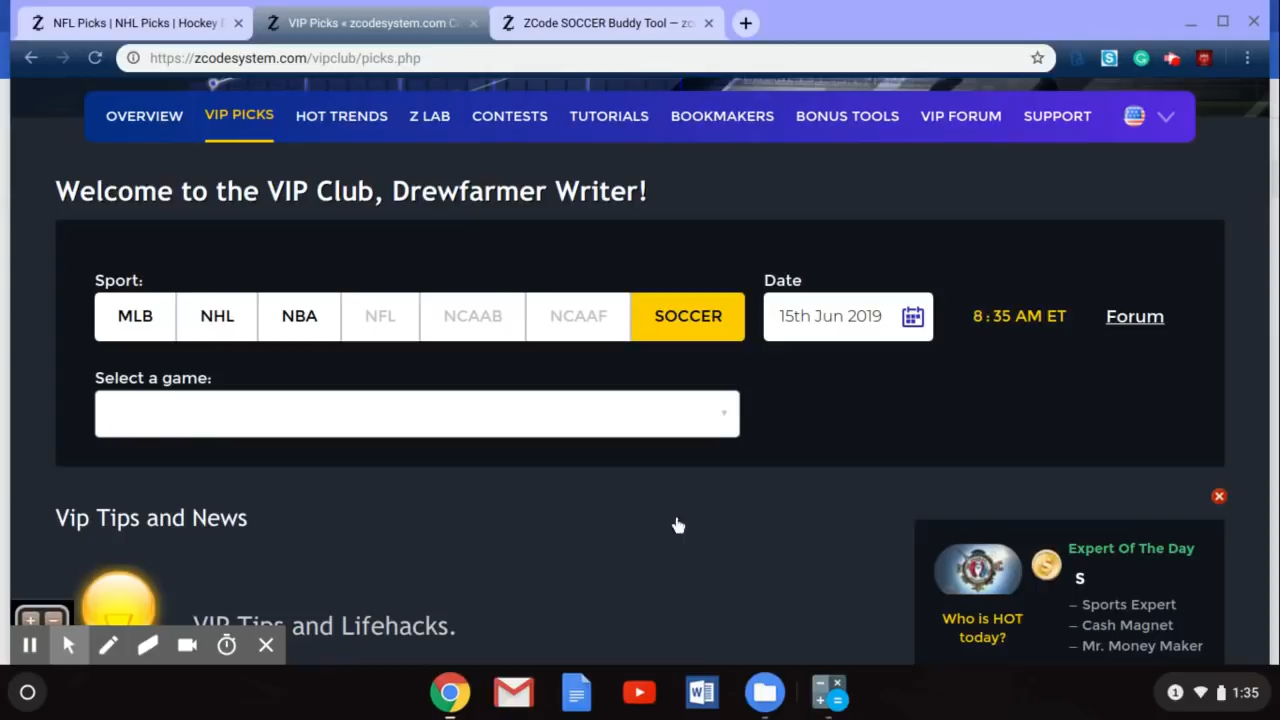 NFL Picks | NHL Picks | Hockey
VIP Picks « zcodesystem.com C
ZCode SOCCER Buddy Tool — zc
https://zcodesystem.com/vipclub/picks.php
OVERVIEW VIP PICKS HOT TRENDS Z LAB CONTESTS TUTORIALS BOOKMAKERS BONUS TOOLS VIP FORUM SUPPORT
Welcome to the VIP Club, Drewfarmer Writer!
Sport:
Date
MLB NHL NBA NFL NCAAB NCAAF SOCCER
15th Jun 2019
8:35 AM ET
Forum
Select a game:
Vip Tips and News
Expert Of The Day
S
– Sports Expert
– Cash Magnet
– Mr. Money Maker
Who is HOT
today?
VIP Tips and Lifehacks.
1 1:35